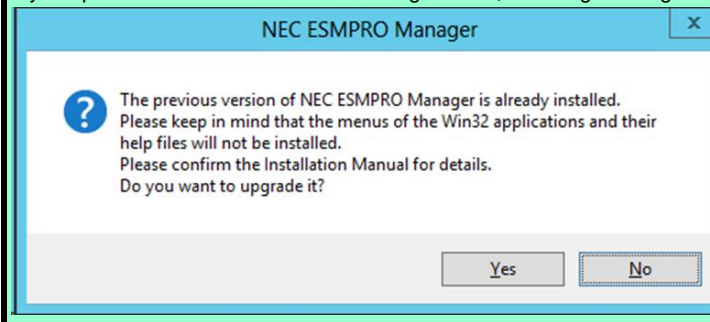 NEC ESMPRO Manager
x
The previous version of NEC ESMPRO Manager is already installed.
Please keep in mind that the menus of the Win32 applications and their
help files will not be installed.
Please confirm the Installation Manual for details.
Do you want to upgrade it?
Yes
No